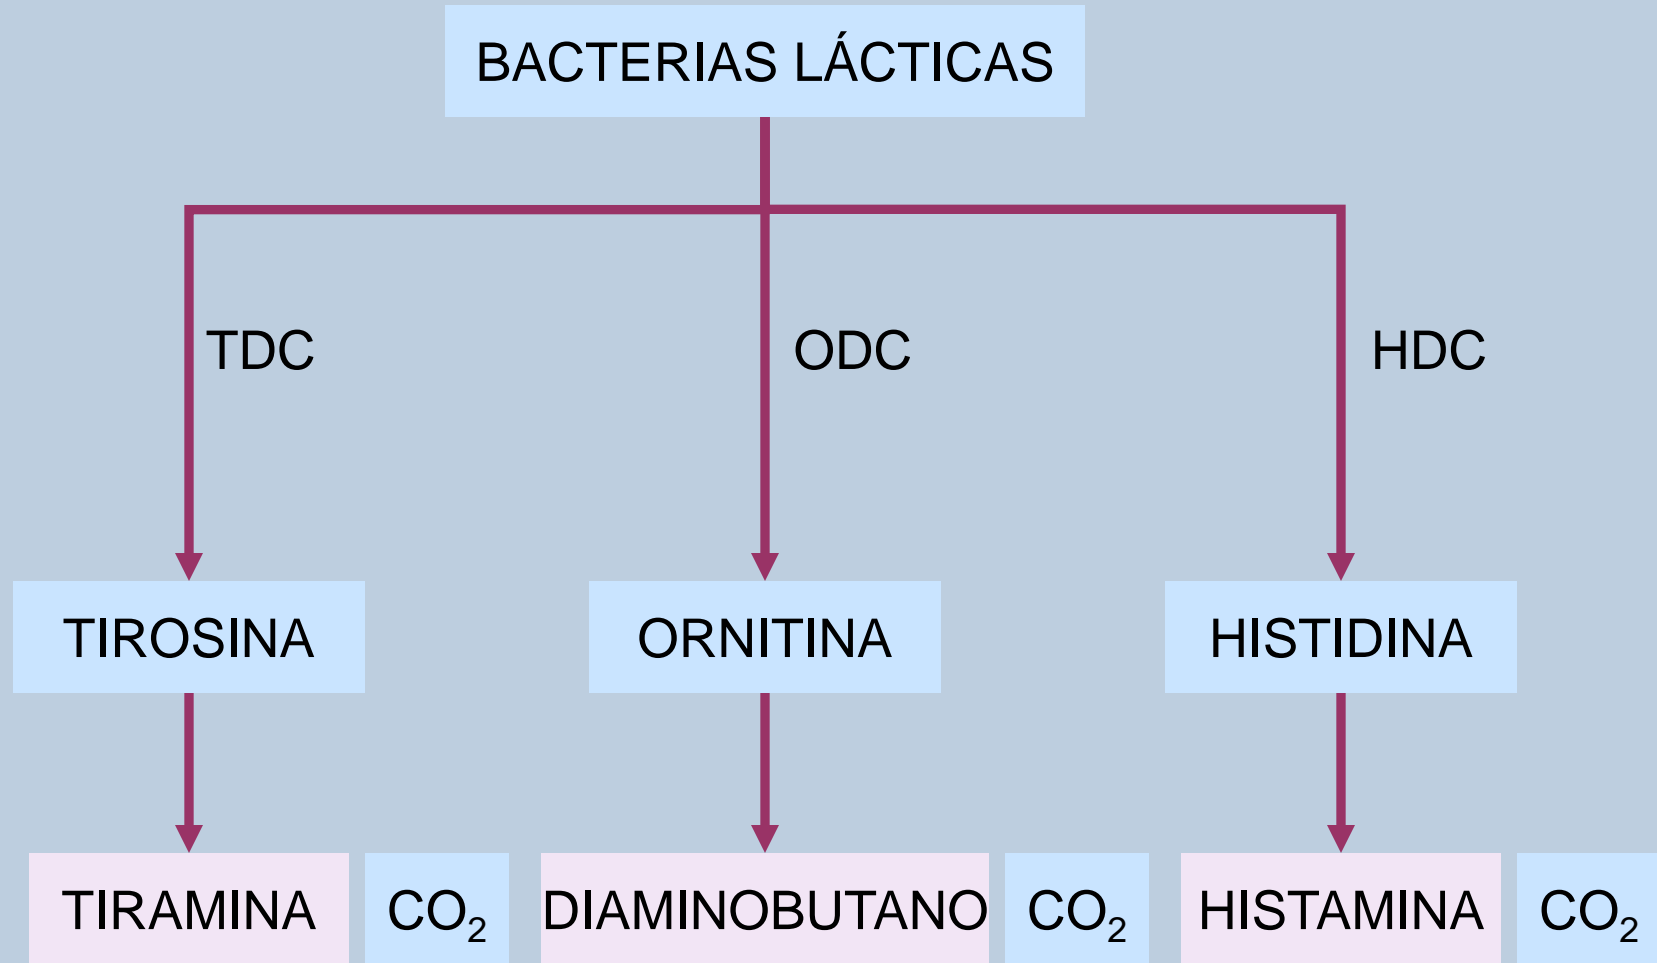 BACTERIAS LÁCTICAS
TDC
ODC
HDC
TIROSINA
ORNITINA
HISTIDINA
TIRAMINA
CO₂
DIAMINOBUTANO
CO₂
HISTAMINA
CO₂